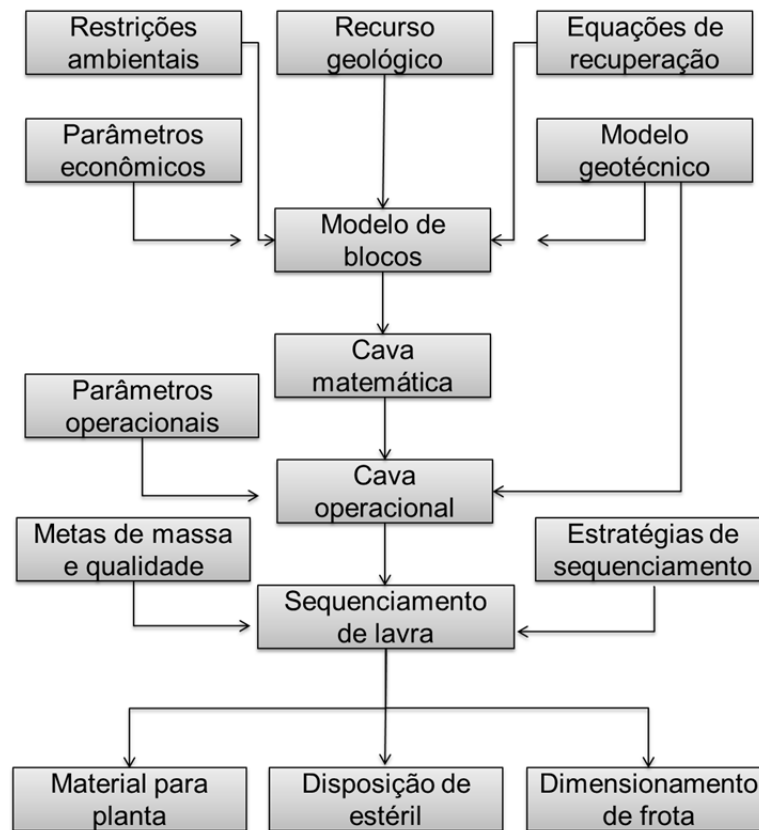 Restrições
ambientais
Recurso
geológico
Equações de
recuperação
Parâmetros
econômicos
Modelo
geotécnico
Modelo de
blocos
Cava
matemática
Parâmetros
operacionais
Cava
operacional
Metas de massa
e qualidade
Estratégias de
sequenciamento
Sequenciamento
de lavra
Material para
planta
Disposição de
estéril
Dimensionamento
de frota